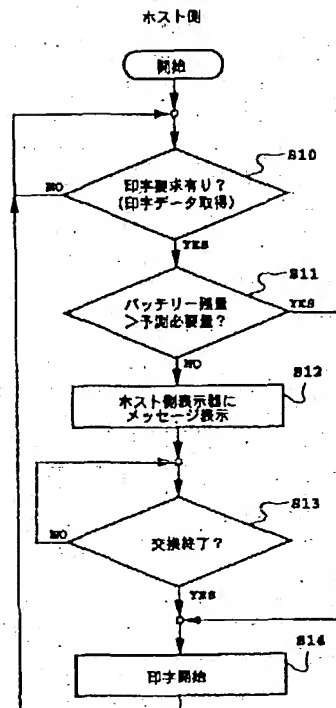 ホスト側
開始
S10
印字要求有り?
(印字データ取得)
NO
YES
S11
バッテリー残量
>予測必要量?
YES
NO
S12
ホスト側表示器に
メッセージ表示
S13
交換終了?
NO
YES
S14
印字開始